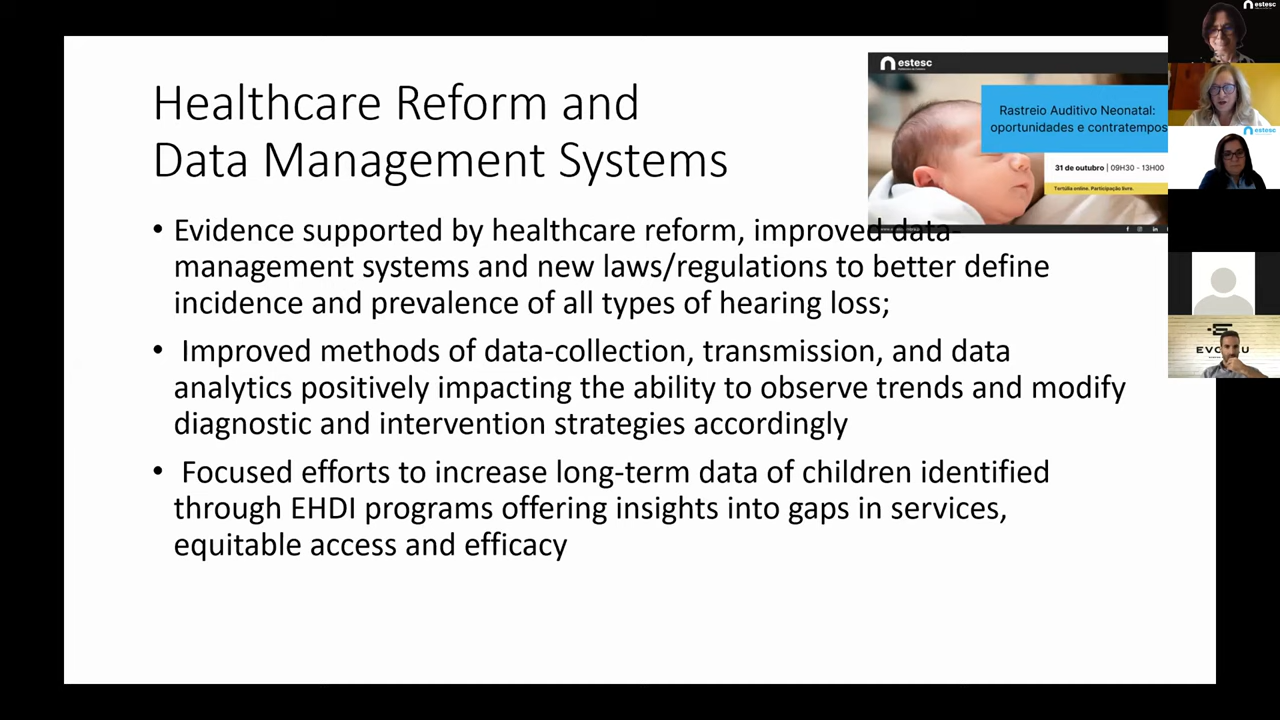 Healthcare Reform and
Data Management Systems
estesc
Rastreio Auditivo Neonatal:
oportunidades e contratempos
31 de outubro | 09H30 - 13H00
Tertúlia online. Participação livre.
• Evidence supported by healthcare reform, improved data-
management systems and new laws/regulations to better define
incidence and prevalence of all types of hearing loss;
• Improved methods of data-collection, transmission, and data
analytics positively impacting the ability to observe trends and modify
diagnostic and intervention strategies accordingly
• Focused efforts to increase long-term data of children identified
through EHDI programs offering insights into gaps in services,
equitable access and efficacy
estesc
estesc